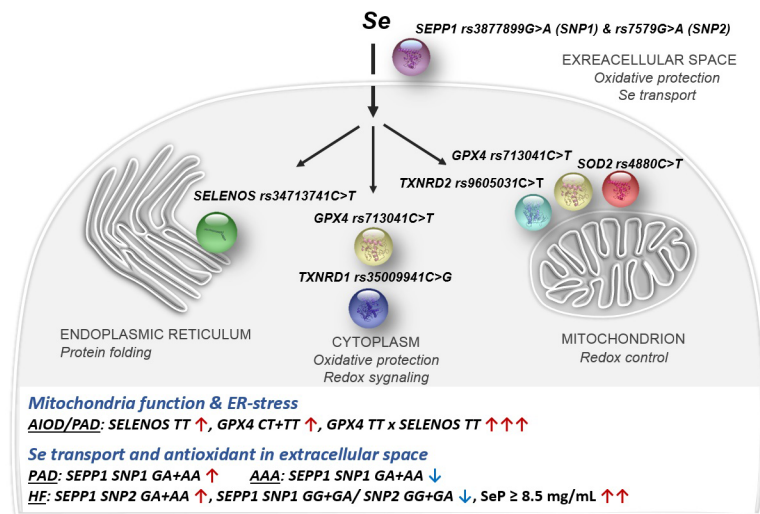 Se
SEPP1 rs3877899G>A (SNP1) & rs7579G>A (SNP2)
EXREACELLULAR SPACE
Oxidative protection
Se transport
GPX4 rs713041C>T
SOD2 rs4880C>T
TXNRD2 rs9605031C>T
SELENOS rs34713741C>T
GPX4 rs713041C>T
TXNRD1 rs35009941C>G
ENDOPLASMIC RETICULUM
Protein folding
CYTOPLASM
Oxidative protection
Redox sygnaling
MITOCHONDRION
Redox control
Mitochondria function & ER-stress
AIOD/PAD: SELENOS TT ↑, GPX4 CT+TT ↑, GPX4 TT x SELENOS TT ↑↑↑
Se transport and antioxidant in extracellular space
PAD: SEPP1 SNP1 GA+AA ↑ AAA: SEPP1 SNP1 GA+AA ↓
HF: SEPP1 SNP2 GA+AA ↑, SEPP1 SNP1 GG+GA/ SNP2 GG+GA ↓, SeP ≥ 8.5 mg/mL ↑↑